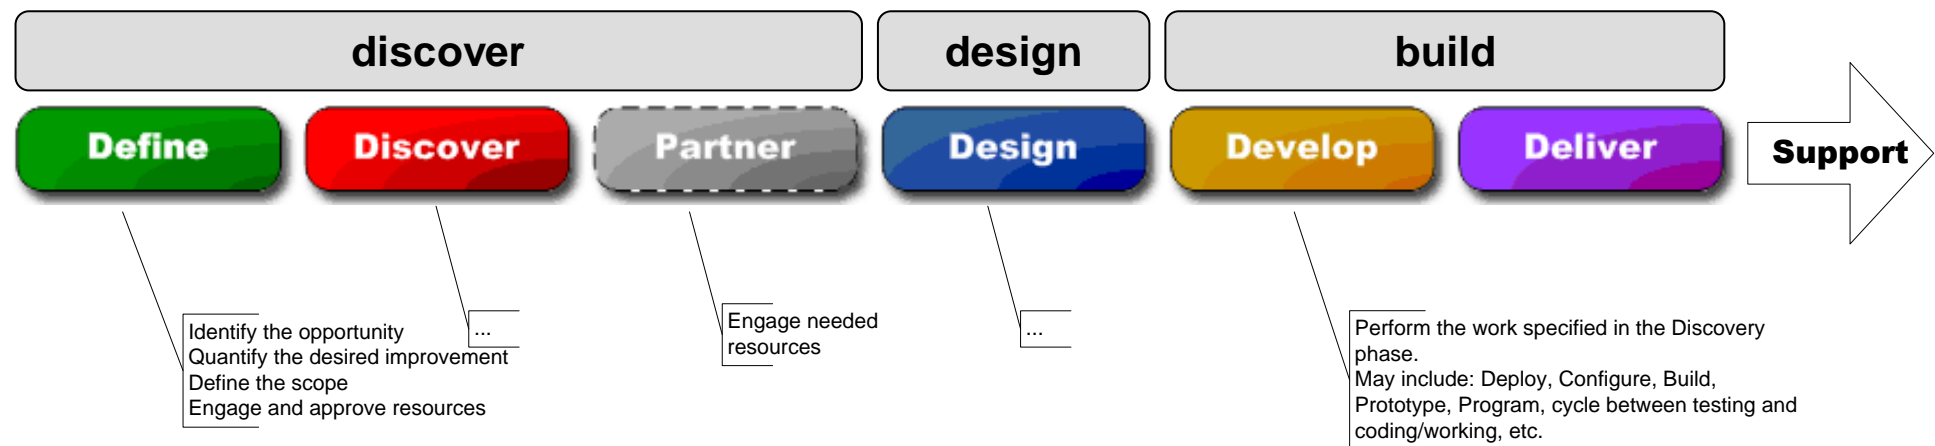 discover
design
build
Define
Discover
Partner
Design
Develop
Deliver
Support
Identify the opportunity
Quantify the desired improvement
Define the scope
Engage and approve resources
...
Engage needed
resources
...
Perform the work specified in the Discovery
phase.
May include: Deploy, Configure, Build,
Prototype, Program, cycle between testing and
coding/working, etc.